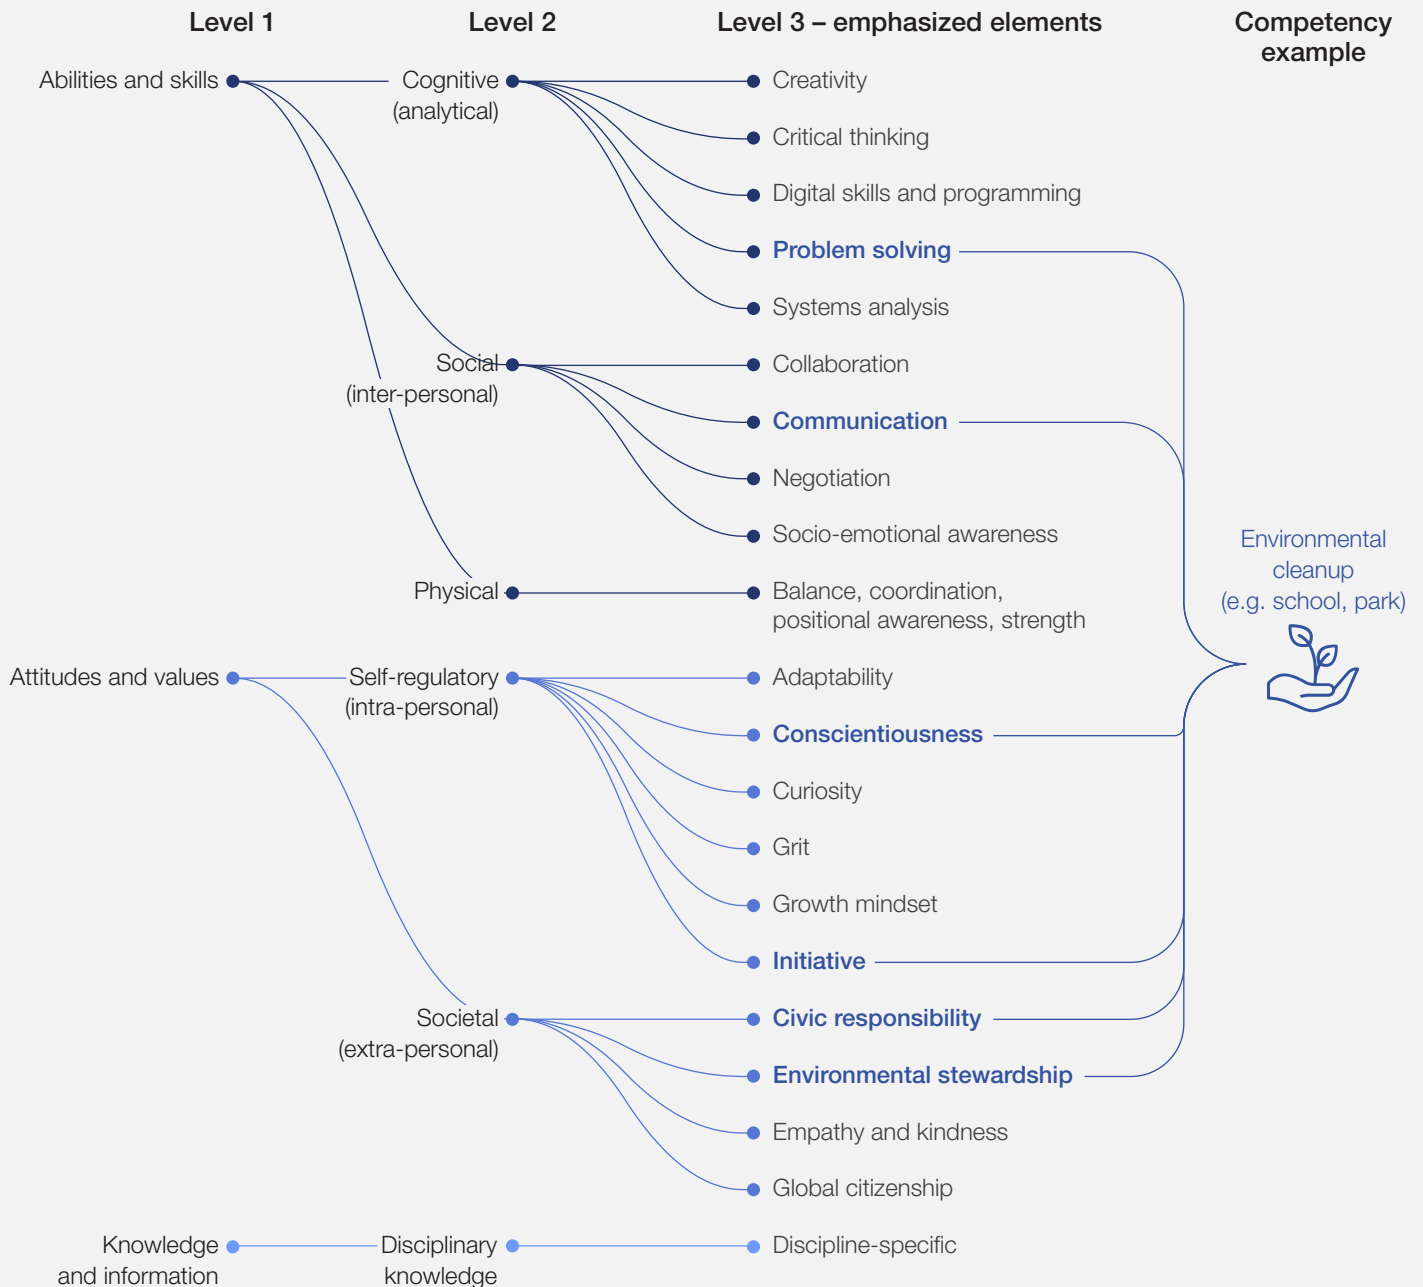 Level 1
Level 2
Level 3 – emphasized elements
Competency
example
Abilities and skills
Cognitive
(analytical)
Creativity
Critical thinking
Digital skills and programming
Problem solving
Systems analysis
Social
(inter-personal)
Collaboration
Communication
Negotiation
Socio-emotional awareness
Physical
Balance, coordination,
positional awareness, strength
Environmental
cleanup
(e.g. school, park)
Attitudes and values
Self-regulatory
(intra-personal)
Adaptability
Conscientiousness
Curiosity
Grit
Growth mindset
Initiative
Societal
(extra-personal)
Civic responsibility
Environmental stewardship
Empathy and kindness
Global citizenship
Knowledge
and information
Disciplinary
knowledge
Discipline-specific